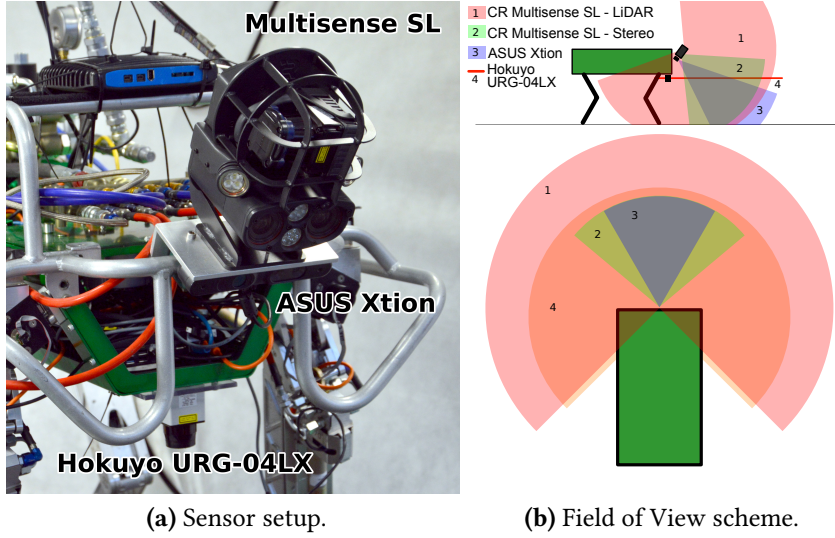 Multisense SL
ASUS Xtion
Hokuyo URG-04LX
(a) Sensor setup.
1 CR Multisense SL - LiDAR
2 CR Multisense SL - Stereo
3 ASUS Xtion
4 Hokuyo
URG-04LX
1
2
4
3
1
3
2
4
(b) Field of View scheme.